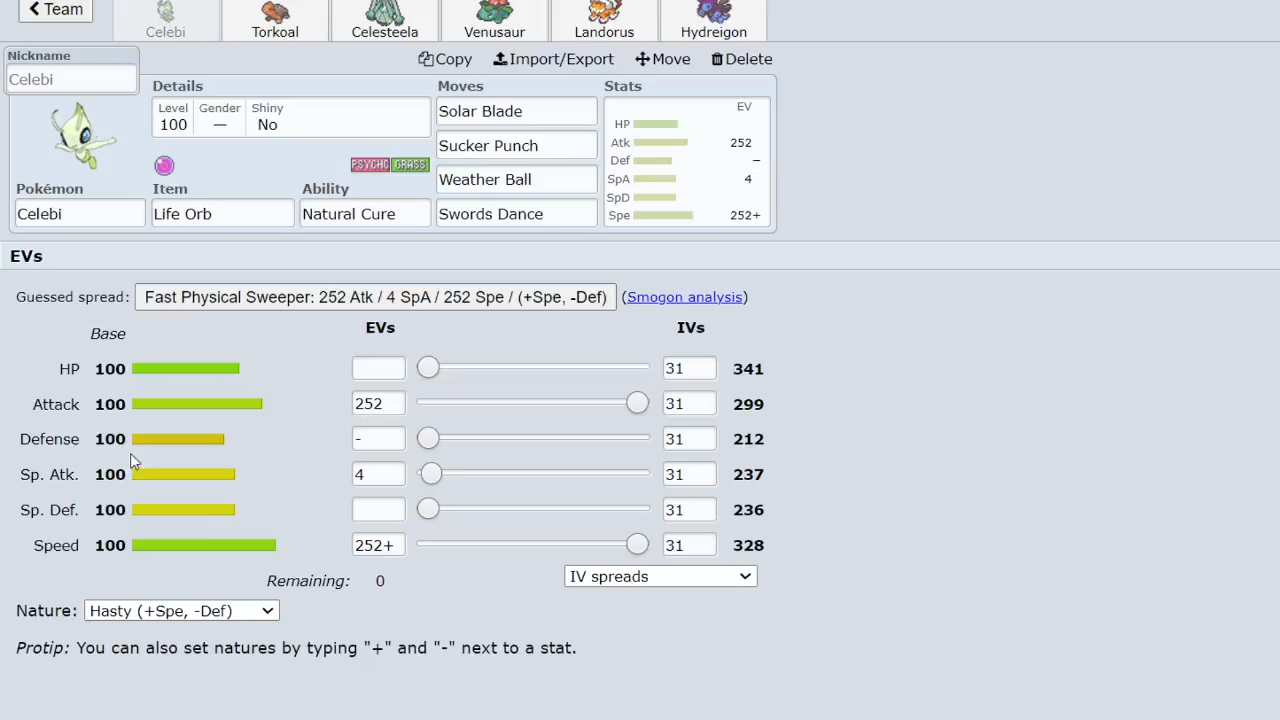 Team
Celebi Torkoal Celesteela Venusaur Landorus Hydreigon
Copy Import/Export Move Delete
Nickname
Celebi
Details
Level Gender Shiny
100 — No
PSYCHC GRASS
Pokémon Item Ability
Celebi Life Orb Natural Cure
Moves
Solar Blade
Sucker Punch
Weather Ball
Swords Dance
Stats
EV
HP
Atk 252
Def –
SpA 4
SpD
Spe 252+
EVs
Guessed spread: Fast Physical Sweeper: 252 Atk / 4 SpA / 252 Spe / (+Spe, -Def) (Smogon analysis)
Base EVs IVs
HP 100 31 341
Attack 100 252 31 299
Defense 100 - 31 212
Sp. Atk. 100 4 31 237
Sp. Def. 100 31 236
Speed 100 252+ 31 328
Remaining: 0 IV spreads
Nature: Hasty (+Spe, -Def)
Protip: You can also set natures by typing "+" and "-" next to a stat.